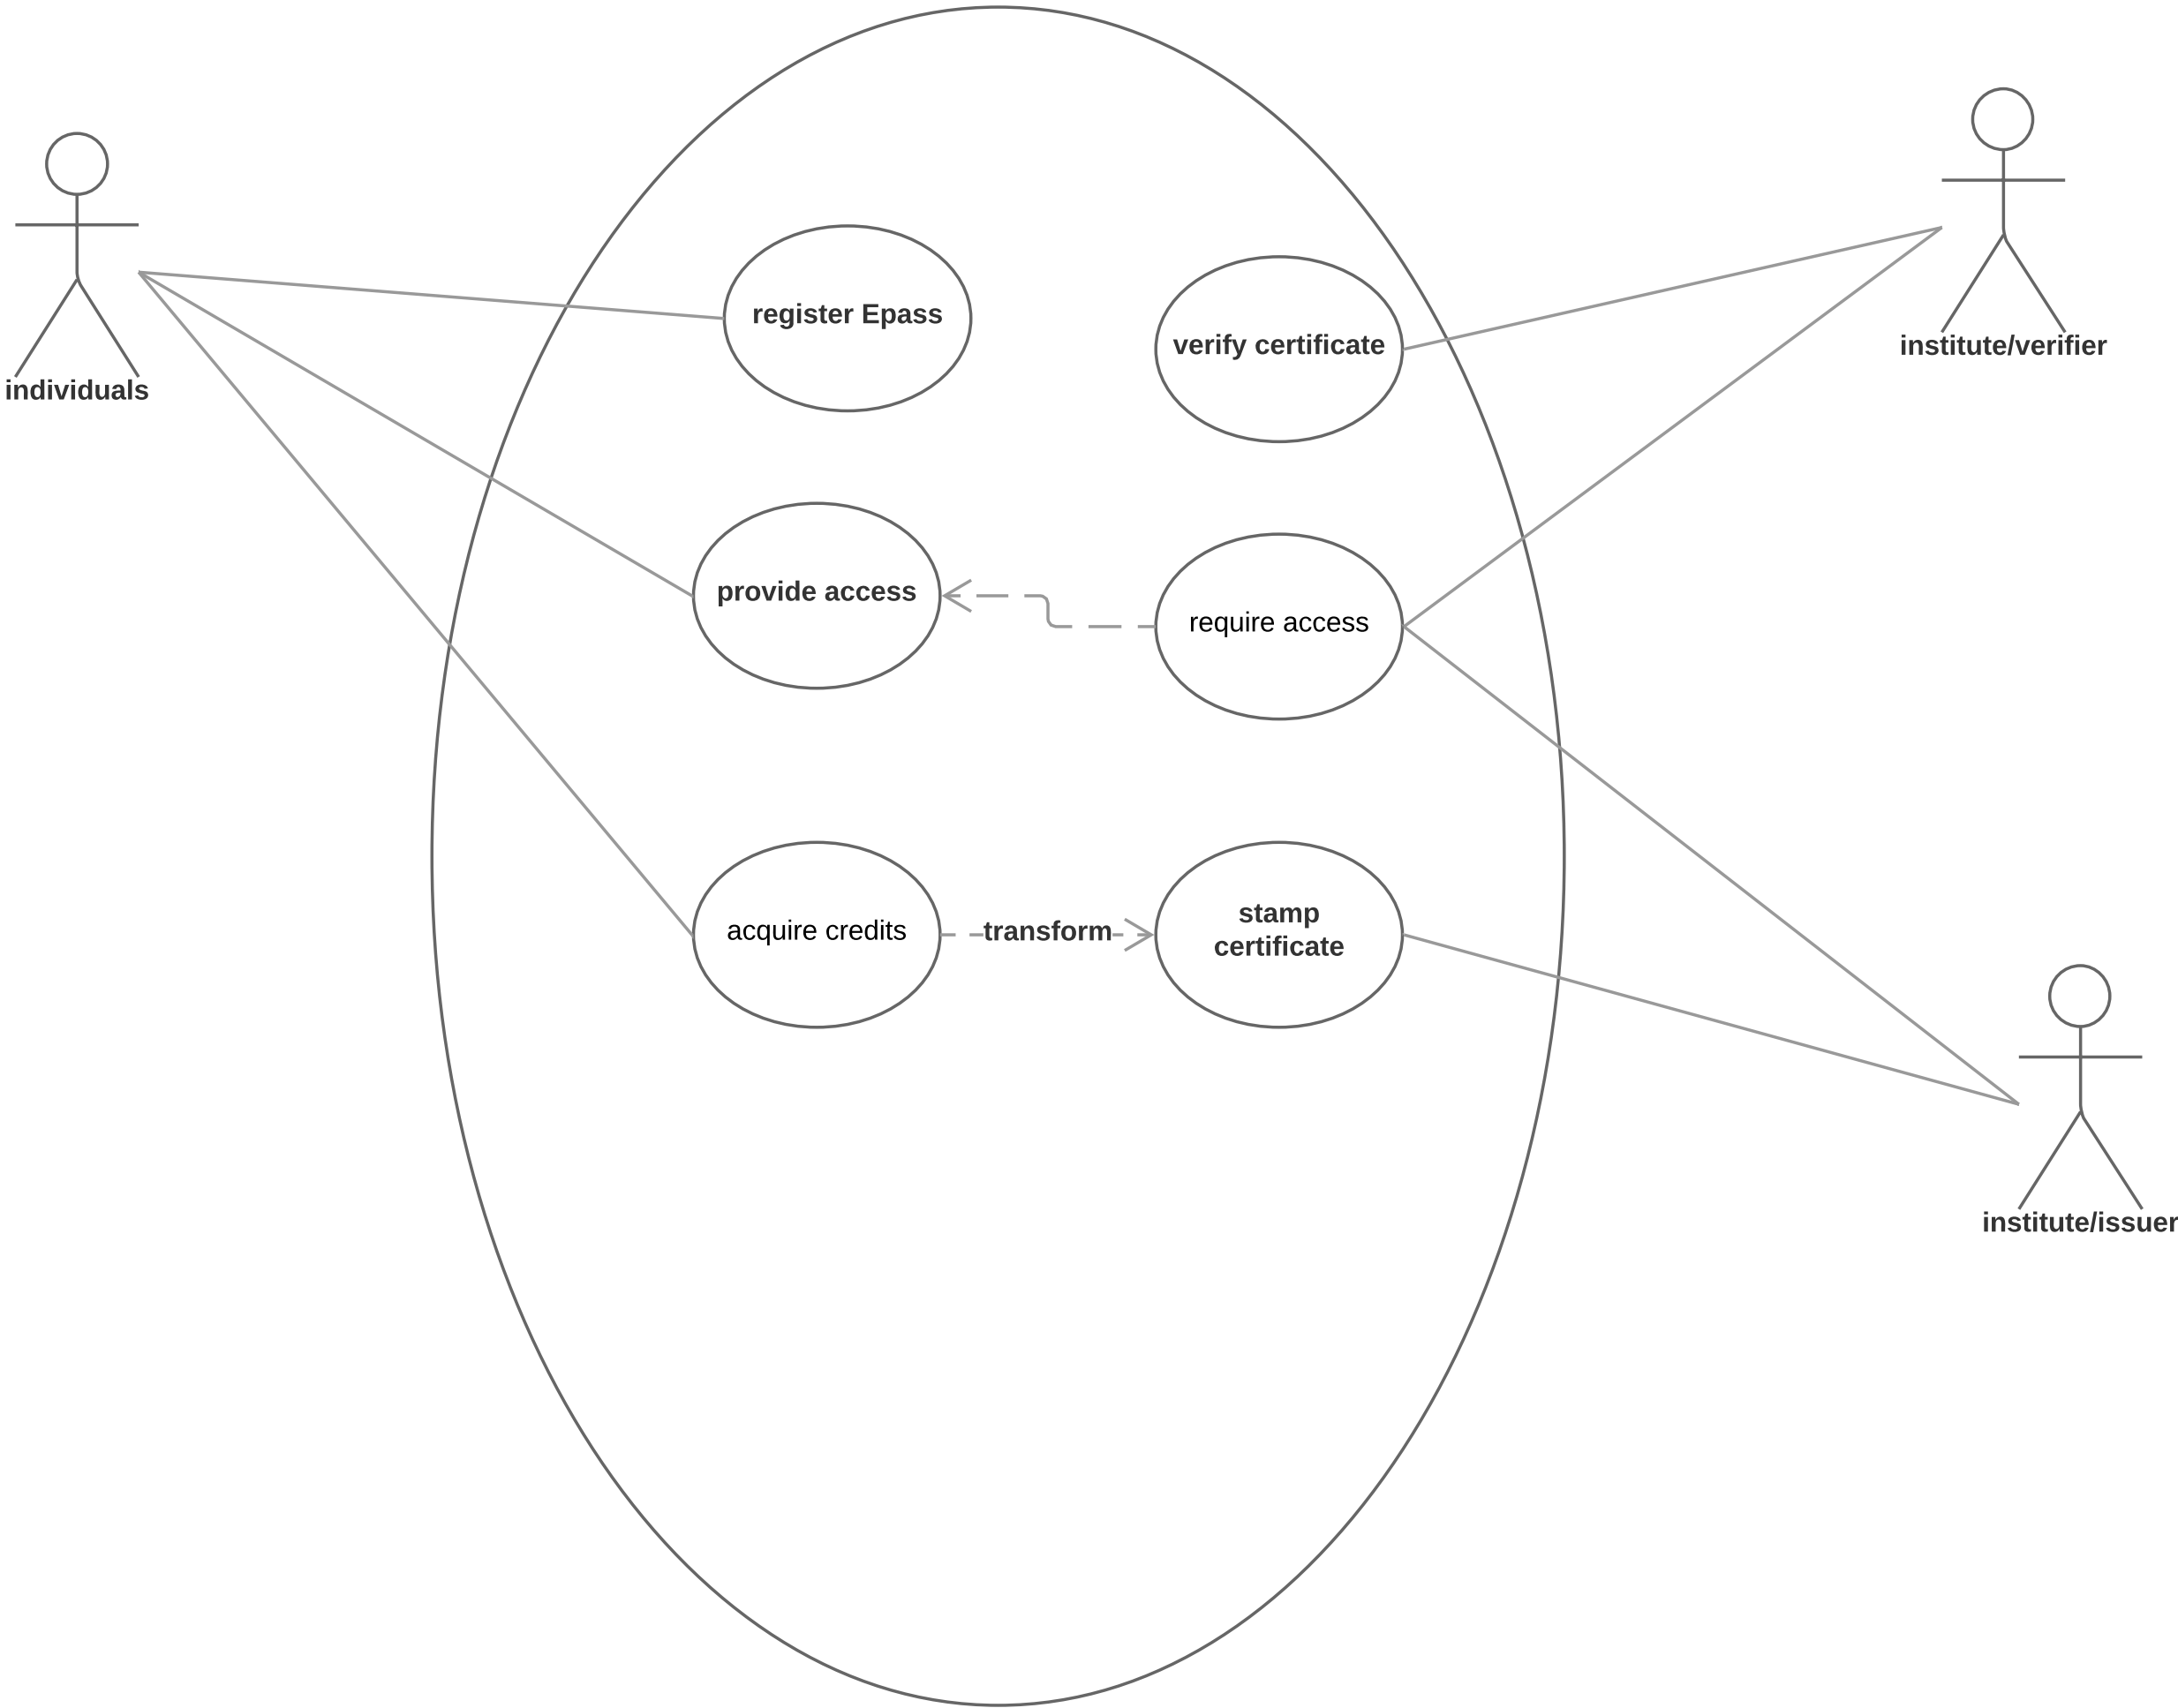 register Epass
verify certificate
institute/verifier
individuals
provide access
require access
acquire credits
transform
stamp
certificate
institute/issuer